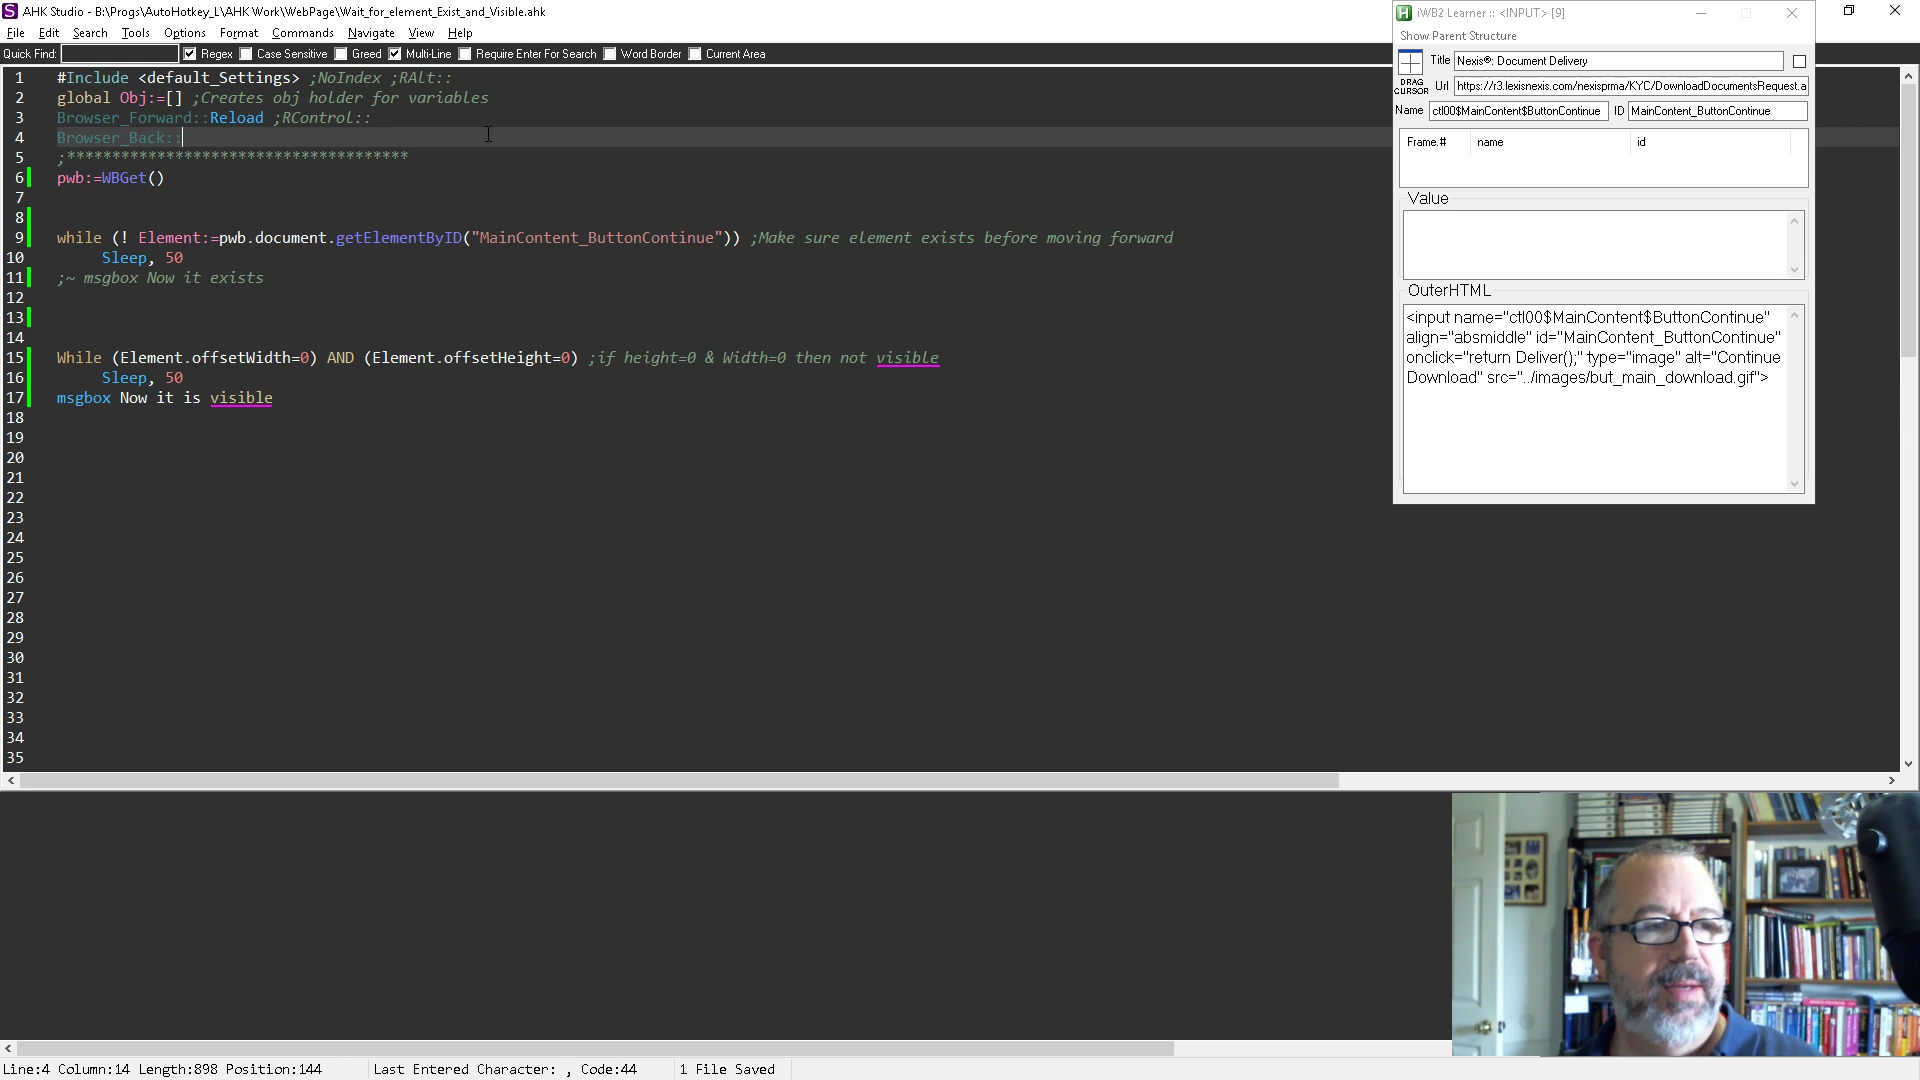 AHK Studio - B:\Progs\AutoHotkey_L\AHK Work\WebPage\Wait_for_element_Exist_and_Visible.ahk
File Edit Search Tools Options Format Commands Navigate View Help
Quick Find: Regex Case Sensitive Greed Multi-Line Require Enter For Search Word Border Current Area
1 #Include <default_Settings> ;NoIndex ;RAlt::
2 global Obj:=[] ;Creates obj holder for variables
3 Browser_Forward::Reload ;RControl::
4 Browser_Back::
5 ;**************************************
6 pwb:=WBGet()
7
8
9 while (! Element:=pwb.document.getElementByID("MainContent_ButtonContinue")) ;Make sure element exists before moving forward
10 Sleep, 50
11 ;~ msgbox Now it exists
12
13
14
15 While (Element.offsetWidth=0) AND (Element.offsetHeight=0) ;if height=0 & Width=0 then not visible
16 Sleep, 50
17 msgbox Now it is visible
18
19
20
21
22
23
24
25
26
27
28
29
30
31
32
33
34
35
iWB2 Learner :: <INPUT> [9]
Show Parent Structure
DRAG CURSOR
Title Nexis®: Document Delivery
Url https://r3.lexisnexis.com/nexisprma/KYC/DownloadDocumentsRequest.a
Name ctl00$MainContent$ButtonContinue ID MainContent_ButtonContinue
Frame.# name id
Value
OuterHTML
<input name="ctl00$MainContent$ButtonContinue"
align="absmiddle" id="MainContent_ButtonContinue"
onclick="return Deliver();" type="image" alt="Continue
Download" src="../images/but_main_download.gif">
Line:4 Column:14 Length:898 Position:144 Last Entered Character: , Code:44 1 File Saved